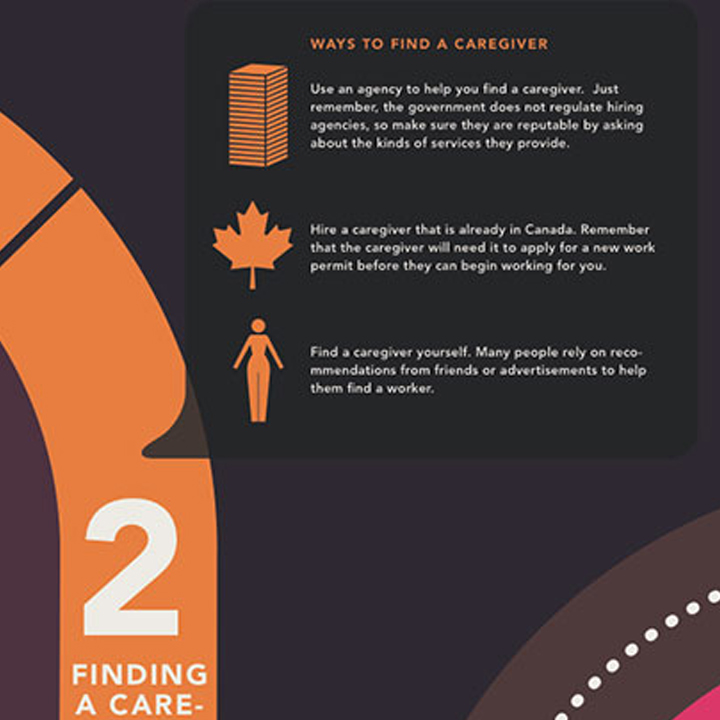 WAYS TO FIND A CAREGIVER
Use an agency to help you find a caregiver.  Just
remember, the government does not regulate hiring
agencies, so make sure they are reputable by asking
about the kinds of services they provide.
Hire a caregiver that is already in Canada. Remember
that the caregiver will need it to apply for a new work
permit before they can begin working for you.
Find a caregiver yourself. Many people rely on reco-
mmendations from friends or advertisements to help
them find a worker.
2
FINDING
A CARE-